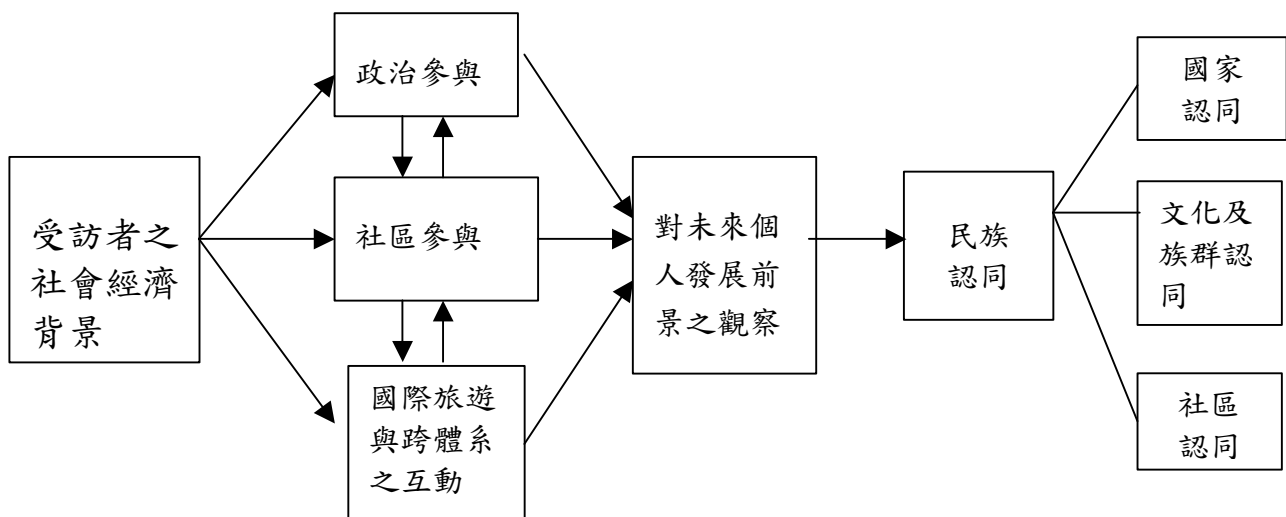 受訪者之
社會經濟
背景
政治參與
社區參與
國際旅遊
與跨體系
之互動
對未來個
人發展前
景之觀察
民族
認同
國家
認同
文化及
族群認
同
社區
認同